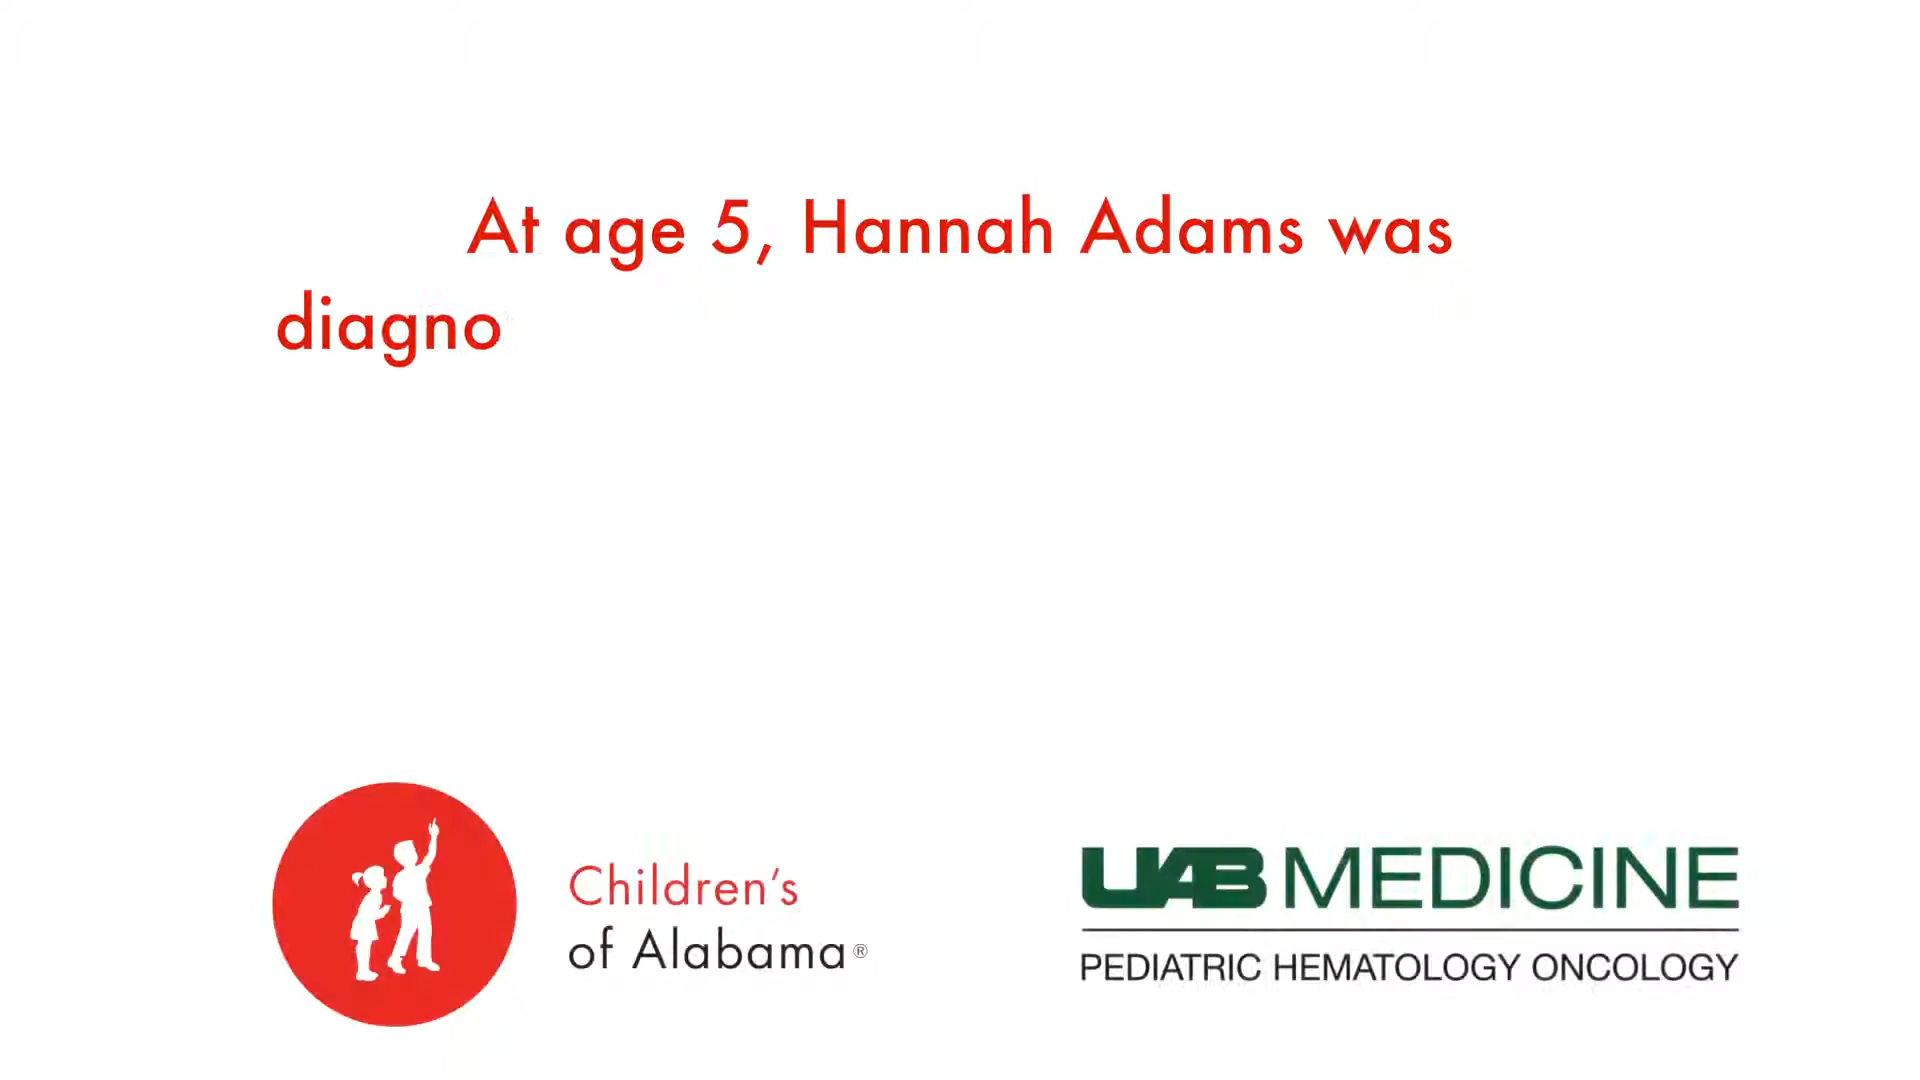 At age 5, Hannah Adams was
diagno
Children's
of Alabama®
UAB MEDICINE
PEDIATRIC HEMATOLOGY ONCOLOGY